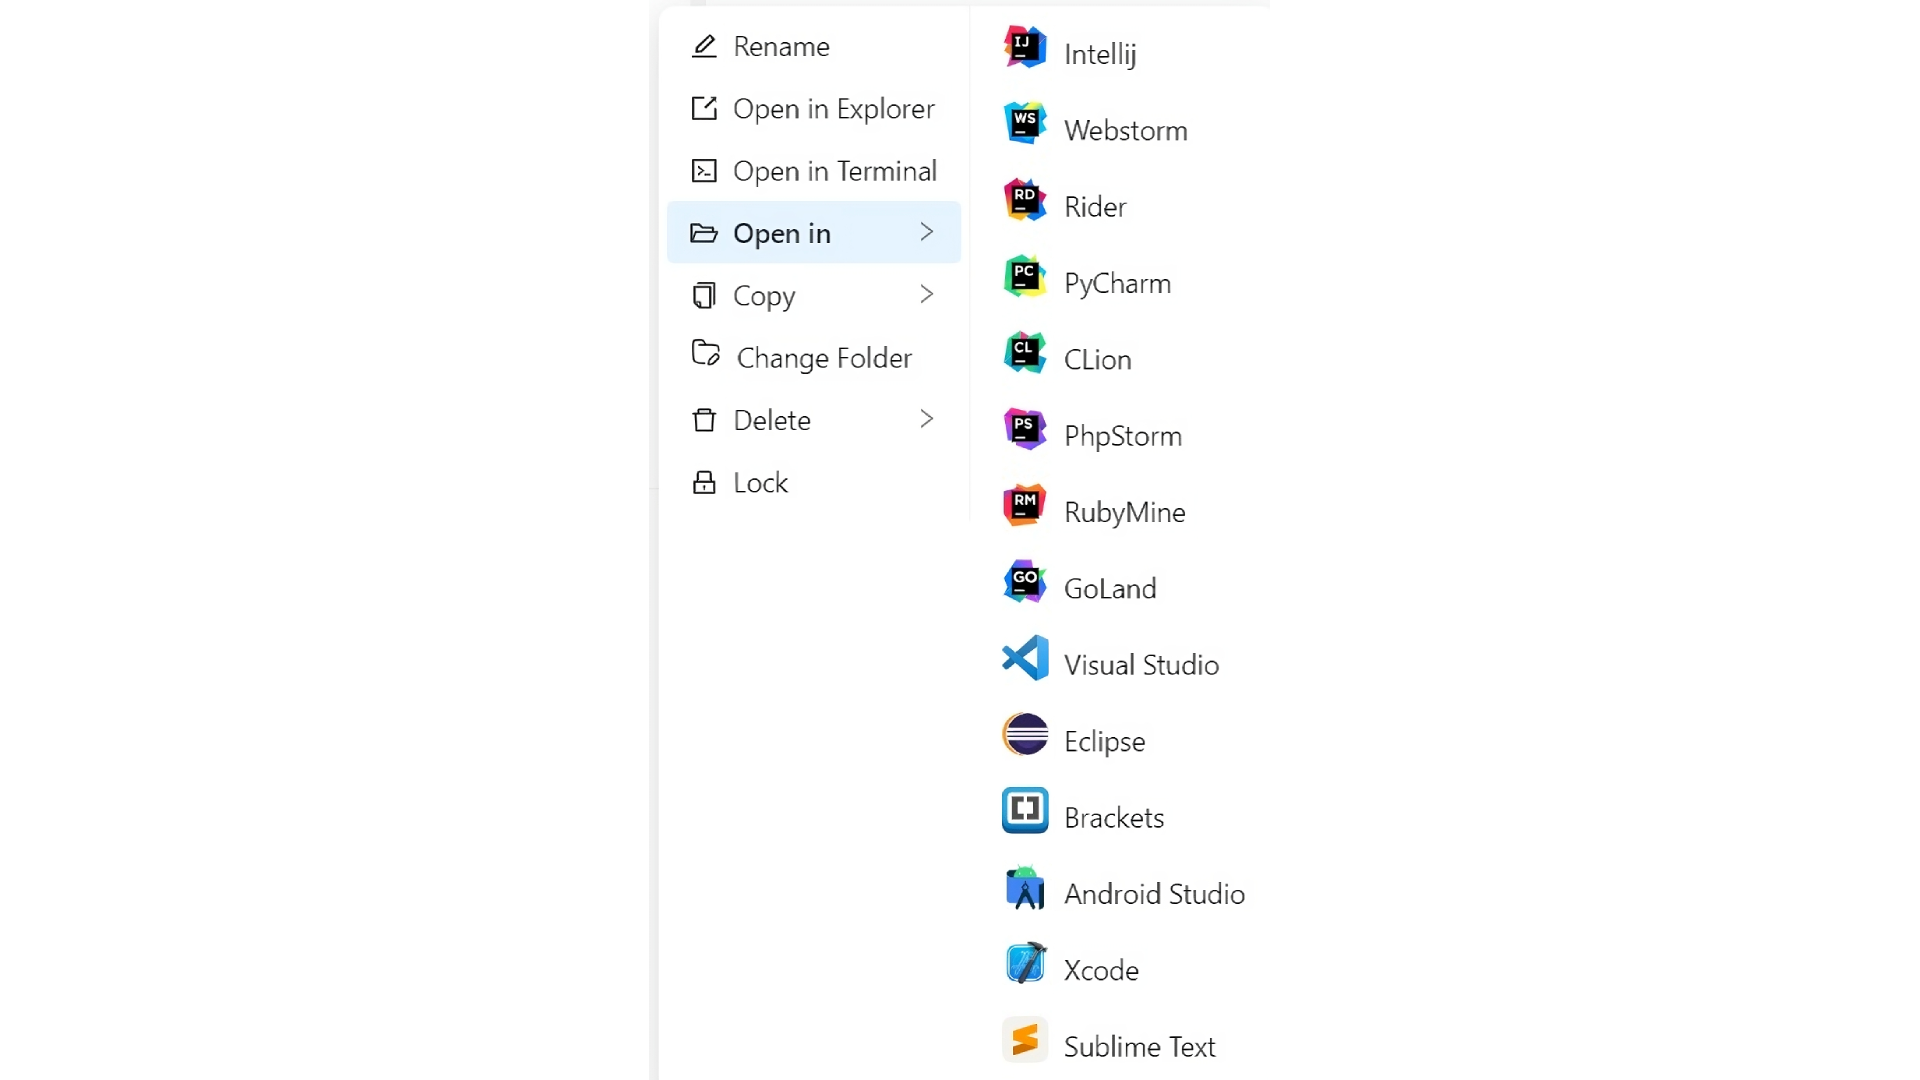 Rename
Open in Explorer
Open in Terminal
Open in
Copy
Change Folder
Delete
Lock
IJ
Intellij
WS
Webstorm
RD
Rider
PC
PyCharm
CL
CLion
PS
PhpStorm
RM
RubyMine
GO
GoLand
Visual Studio
Eclipse
Brackets
Android Studio
Xcode
Sublime Text